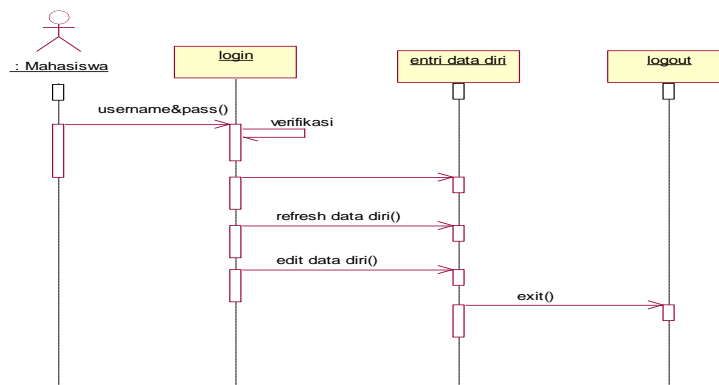 : Mahasiswa
login
entri data diri
logout
username&pass()
verifikasi
refresh data diri()
edit data diri()
exit()